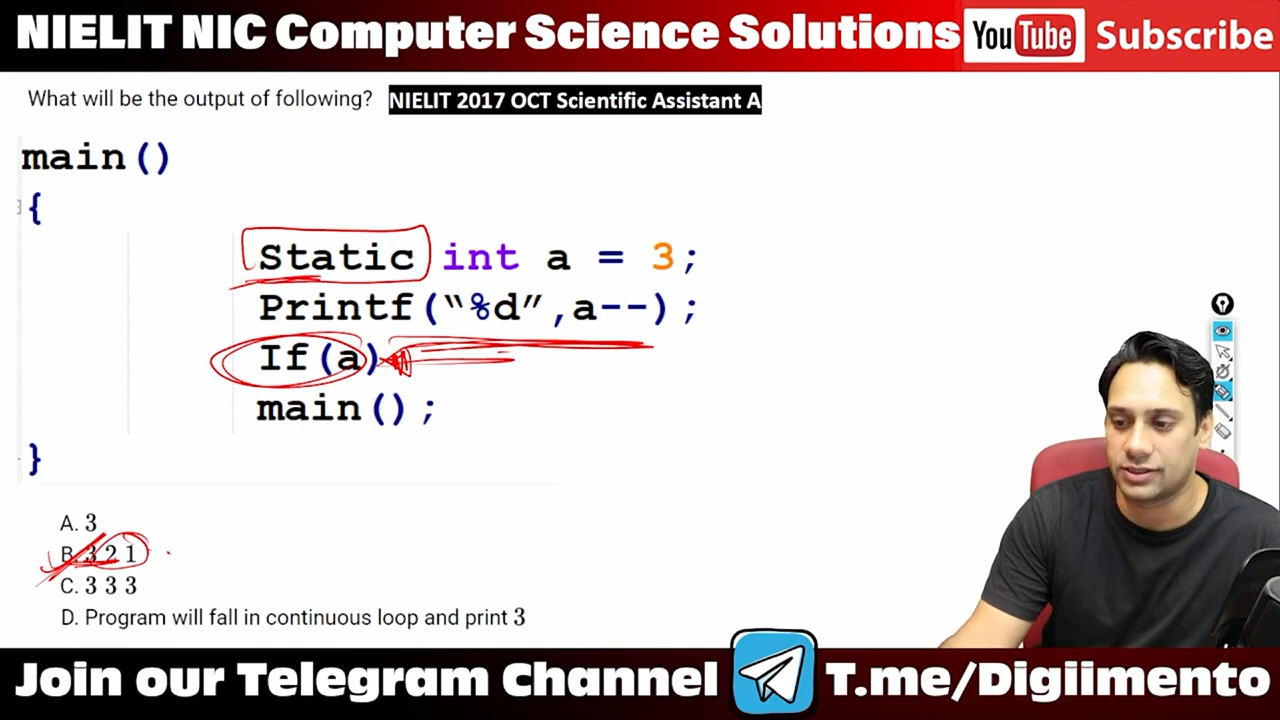 NIELIT NIC Computer Science Solutions YouTube Subscribe
What will be the output of following? NIELIT 2017 OCT Scientific Assistant A
main()
{
Static int a = 3;
Printf(“%d”,a--);
If(a)
main();
}
A. 3
B. 3 2 1
C. 3 3 3
D. Program will fall in continuous loop and print 3
Join our Telegram Channel T.me/Digiimento